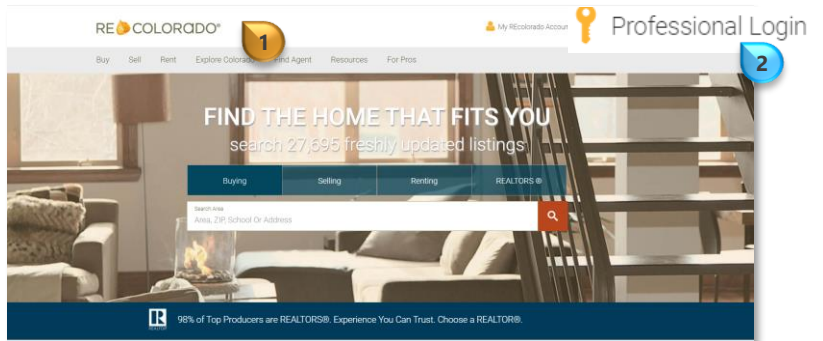 RECOLORADO®
1
My REcolorado Account
Professional Login
2
Buy Sell Rent Explore Colorado Find Agent Resources For Pros
FIND THE HOME THAT FITS YOU
search 27,695 freshly updated listings
Buying Selling Renting REALTORS ®
Search Area
Area, ZIP, School Or Address
REALTOR
98% of Top Producers are REALTORS®. Experience You Can Trust. Choose a REALTOR®.